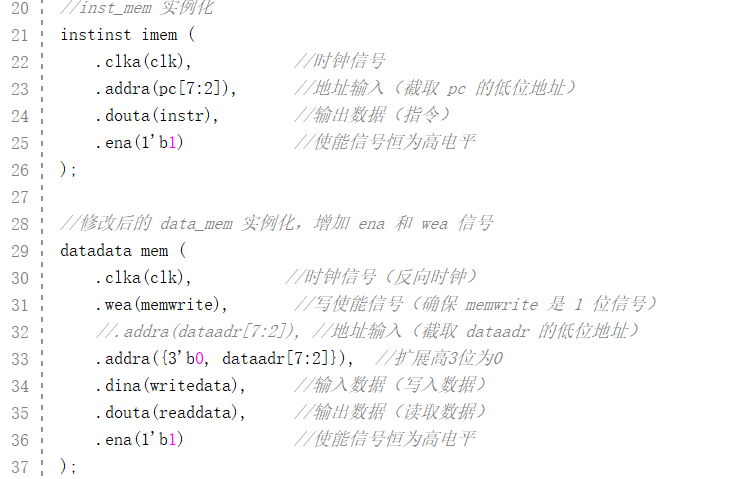 20 //inst_mem 实例化
21 instinst imem (
22 .clka(clk), //时钟信号
23 .addra(pc[7:2]), //地址输入（截取 pc 的低位地址）
24 .douta(instr), //输出数据（指令）
25 .ena(1'b1) //使能信号恒为高电平
26 );
27
28 //修改后的 data_mem 实例化，增加 ena 和 wea 信号
29 datadata mem (
30 .clka(clk), //时钟信号（反向时钟）
31 .wea(memwrite), //写使能信号（确保 memwrite 是 1 位信号）
32 //.addra(dataadr[7:2]), //地址输入（截取 dataadr 的低位地址）
33 .addra({3'b0, dataadr[7:2]}), //扩展高3位为0
34 .dina(writedata), //输入数据（写入数据）
35 .douta(readdata), //输出数据（读取数据）
36 .ena(1'b1) //使能信号恒为高电平
37 );